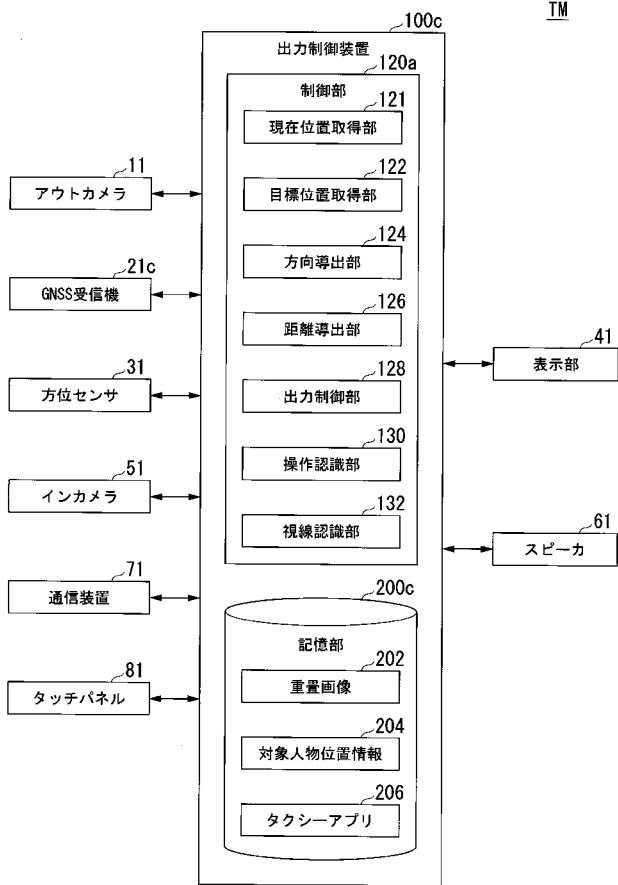 TM
100c
出力制御装置
120a
制御部
121
現在位置取得部
122
目標位置取得部
124
方向導出部
126
距離導出部
128
出力制御部
130
操作認識部
132
視線認識部
200c
記憶部
202
重畳画像
204
対象人物位置情報
206
タクシーアプリ
11
アウトカメラ
21c
GNSS受信機
31
方位センサ
51
インカメラ
71
通信装置
81
タッチパネル
41
表示部
61
スピーカ